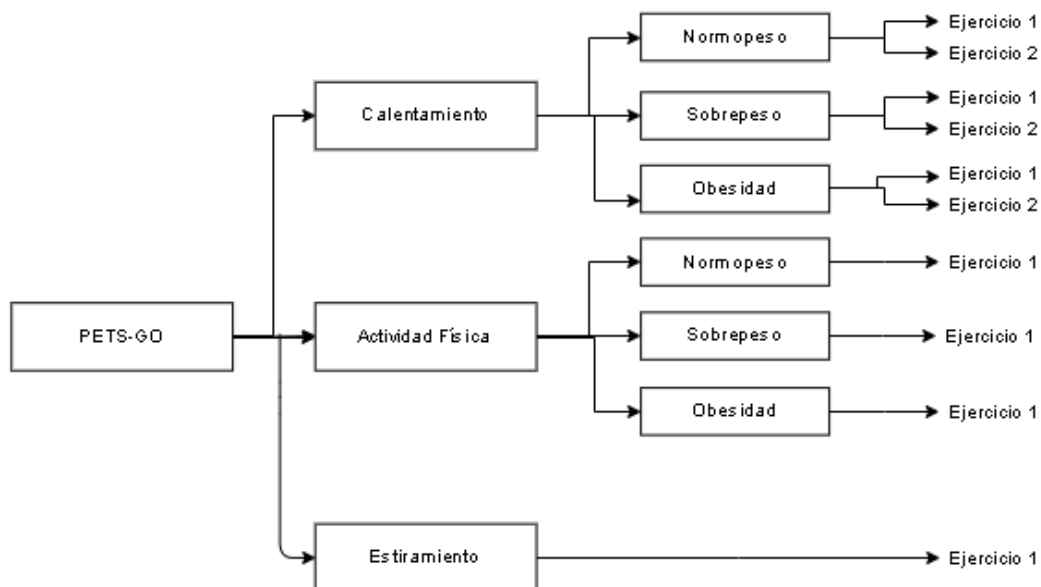 Normopeso
Ejercicio 1
Ejercicio 2
Calentamiento
Sobrepeso
Ejercicio 1
Ejercicio 2
Obesidad
Ejercicio 1
Ejercicio 2
Normopeso
Ejercicio 1
PETS-GO
Actividad Física
Sobrepeso
Ejercicio 1
Obesidad
Ejercicio 1
Estiramiento
Ejercicio 1